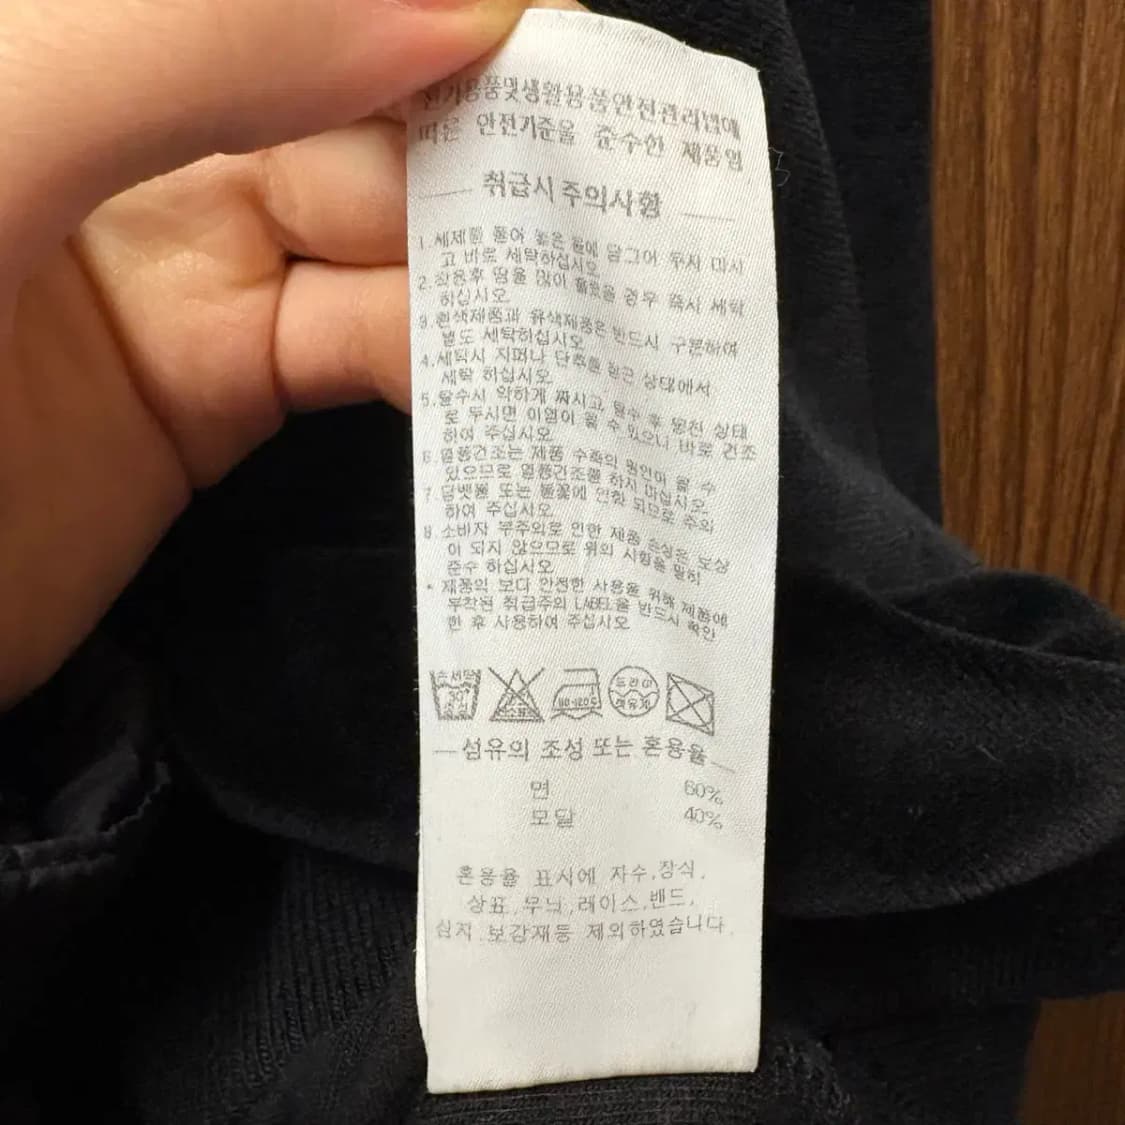 전기용품및생활용품안전관리법에
따른 안전기준을 준수한 제품임
취급시주의사항
1.세제를 풀어 놓은 물에 담그어 두시 마시
고 바로 세탁하십시오
2.착용후 땀을 많이 흘렸을 경우 즉시 세탁
하십시오
3.흰색제품과 유색제품은 반드시 구분하여
별도 세탁하십시오
4.세탁시 지퍼나 단추를 잠근 상태에서
세탁 하십시오
5.탈수시 약하게 짜시고 탈수 후 뭉친 상태
로 두시면 이염이 될 수 있으니 바로 건조
하여 주십시오
6.열풍건조는 제품 수축의 원인이 될 수
있으므로 열풍건조를 하지 마십시오
7.담뱃불 또는 불꽃에 인화 되므로 주의
하여 주십시오
8.소비자 부주의로 인한 제품 손상은 보상
이 되지 않으므로 위의 사항을 필히
준수 하십시오
* 제품의 보다 안전한 사용을 위해 제품에
부착된 취급주의 LABEL을 반드시 확인
한 후 사용하여 주십시오
손세탁
30°
중성
염소표백
80-120℃
드라이
석유계
섬유의 조성 또는 혼용율
면 60%
모달 40%
혼용율 표시에 자수,장식,
상표,무늬,레이스,밴드,
심지,보강재등 제외하였습니다.